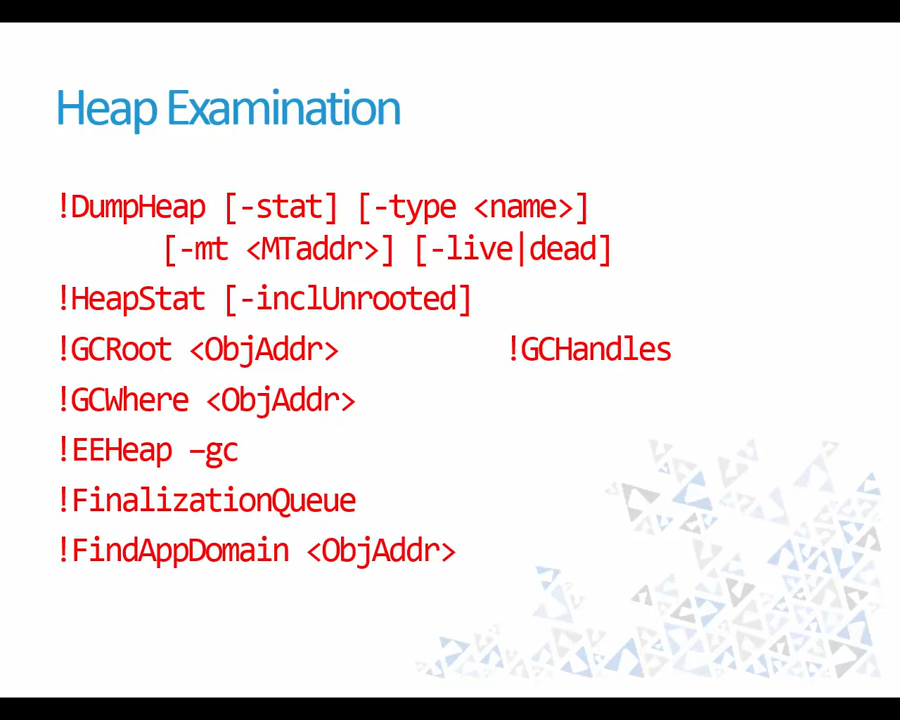 Heap Examination
!DumpHeap [-stat] [-type <name>]
[-mt <MTaddr>] [-live|dead]
!HeapStat [-inclUnrooted]
!GCRoot <ObjAddr> !GCHandles
!GCWhere <ObjAddr>
!EEHeap –gc
!FinalizationQueue
!FindAppDomain <ObjAddr>